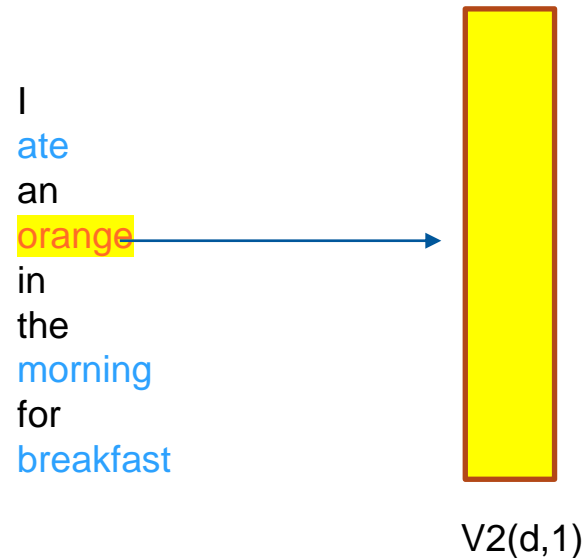 I
ate
an
orange
in
the
morning
for
breakfast
V2(d,1)